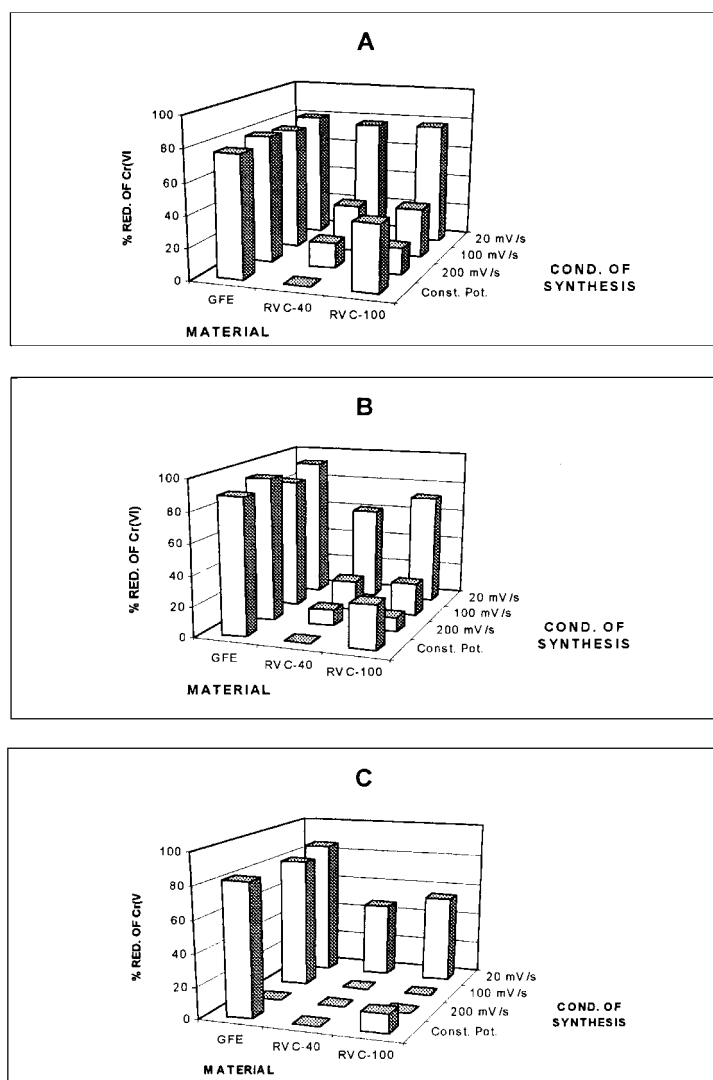 A
% RED. OF Cr(VI
100
80
60
40
20
0
GFE
RVC-40
RVC-100
MATERIAL
20 mV/s
100 mV/s
200 mV/s
Const. Pot.
COND. OF
SYNTHESIS
B
% RED. OF Cr(VI)
100
80
60
40
20
0
GFE
RVC-40
RVC-100
MATERIAL
20 mV/s
100 mV/s
200 mV/s
Const. Pot.
COND. OF
SYNTHESIS
C
% RED. OF Cr(V
100
80
60
40
20
0
GFE
RVC-40
RVC-100
MATERIAL
20 mV/s
100 mV/s
200 mV/s
Const. Pot.
COND. OF
SYNTHESIS